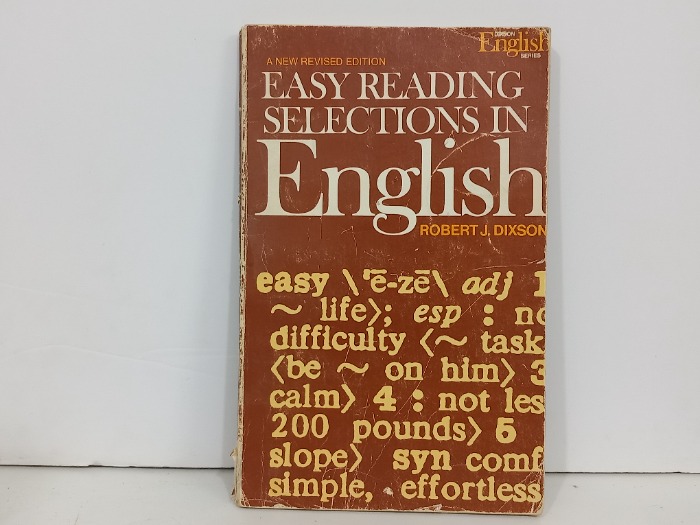 DIXSON
English
SERIES
A NEW REVISED EDITION
EASY READING
SELECTIONS IN
English
ROBERT J. DIXSON
easy \'ē-zē\ adj 1
~ life⟩; esp : no
difficulty ⟨~ task
⟨be ~ on him⟩ 3
calm⟩ 4 : not les
200 pounds⟩ 5
slope⟩ syn comf
simple, effortless